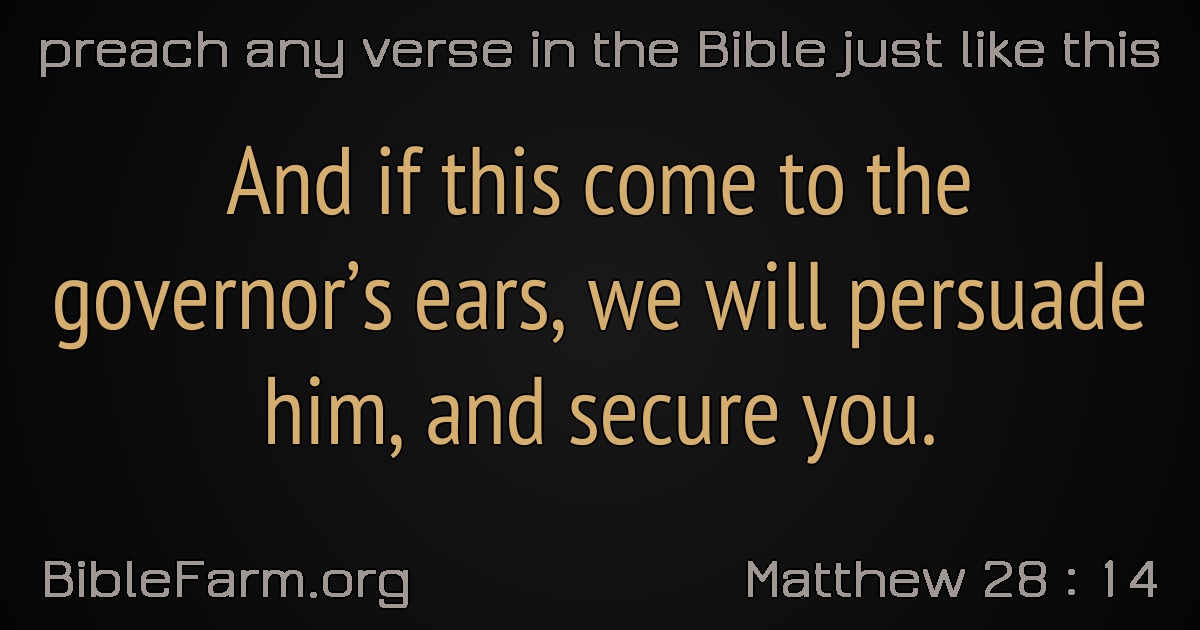 preach any verse in the Bible just like this
And if this come to the
governor’s ears, we will persuade
him, and secure you.
BibleFarm.org
Matthew 28 : 14